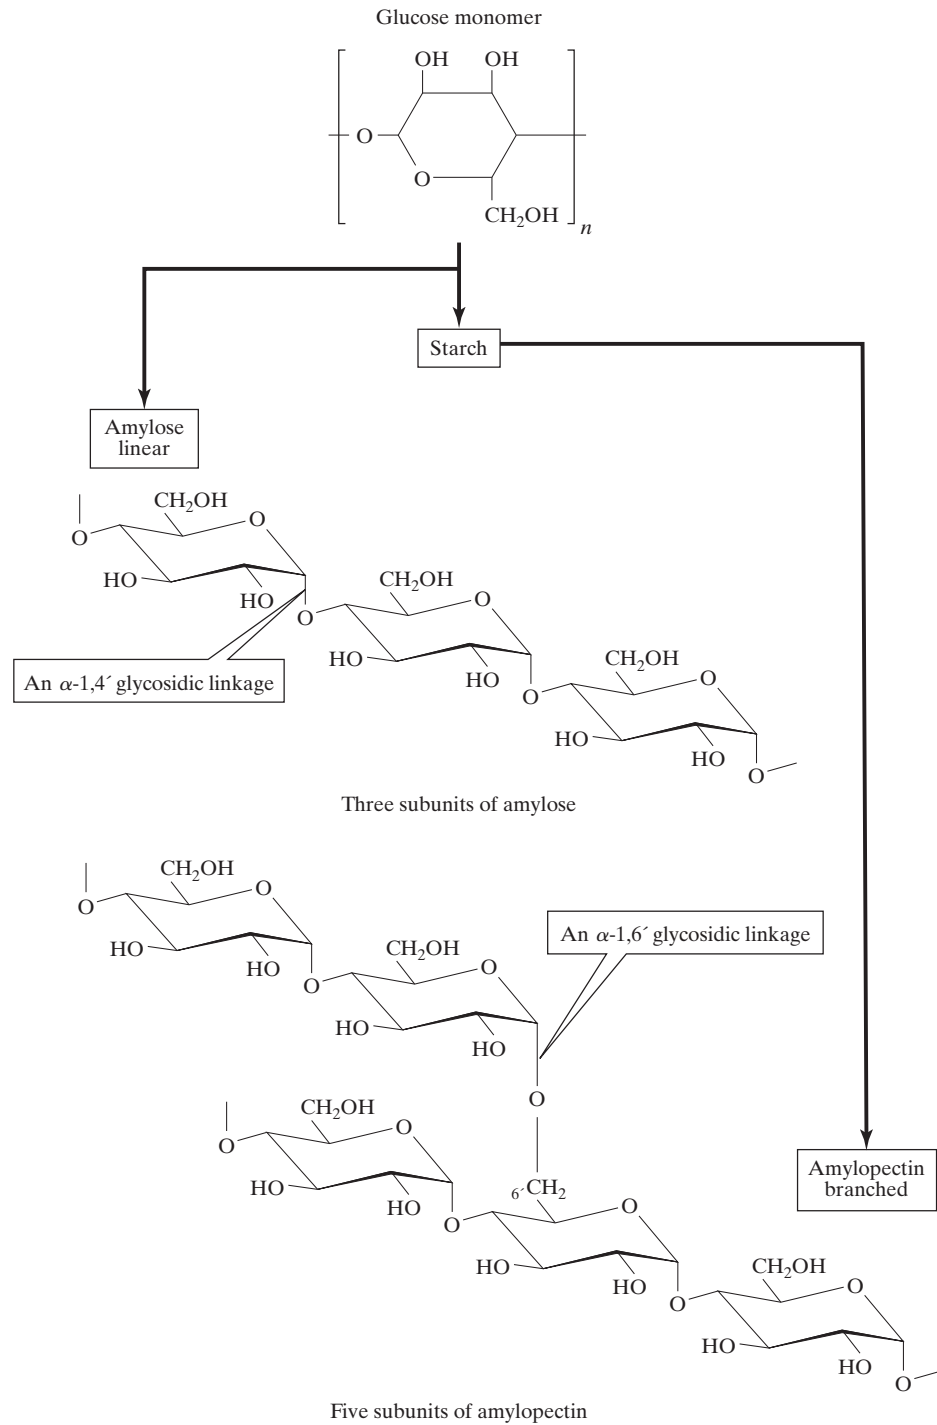 Glucose monomer
OH OH
O
O
CH₂OH
n
Starch
Amylose
linear
CH₂OH
O
O
HO
HO
O
CH₂OH
O
HO
HO
O
CH₂OH
O
HO
HO
O
An α-1,4´ glycosidic linkage
Three subunits of amylose
CH₂OH
O
O
HO
HO
O
CH₂OH
O
HO
HO
O
An α-1,6´ glycosidic linkage
CH₂OH
O
O
HO
HO
O
6´CH₂
O
HO
HO
O
CH₂OH
O
HO
HO
O
Amylopectin
branched
Five subunits of amylopectin